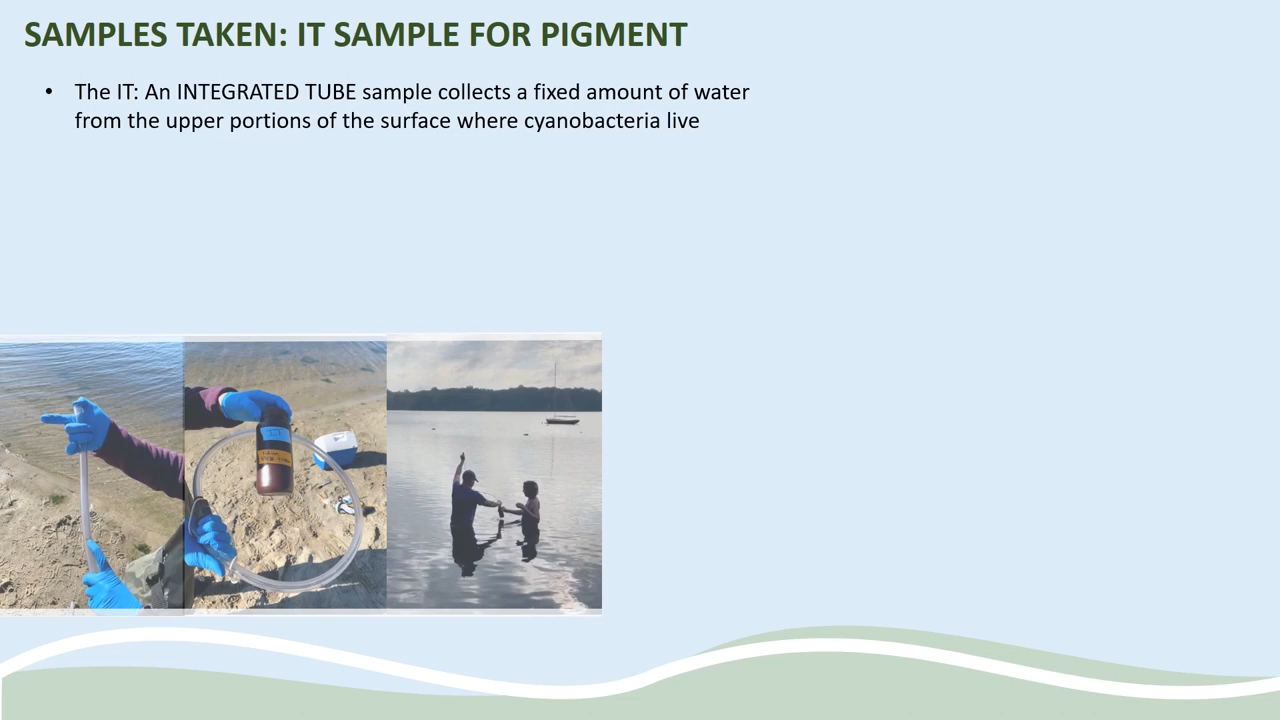 SAMPLES TAKEN: IT SAMPLE FOR PIGMENT
• The IT: An INTEGRATED TUBE sample collects a fixed amount of water
from the upper portions of the surface where cyanobacteria live